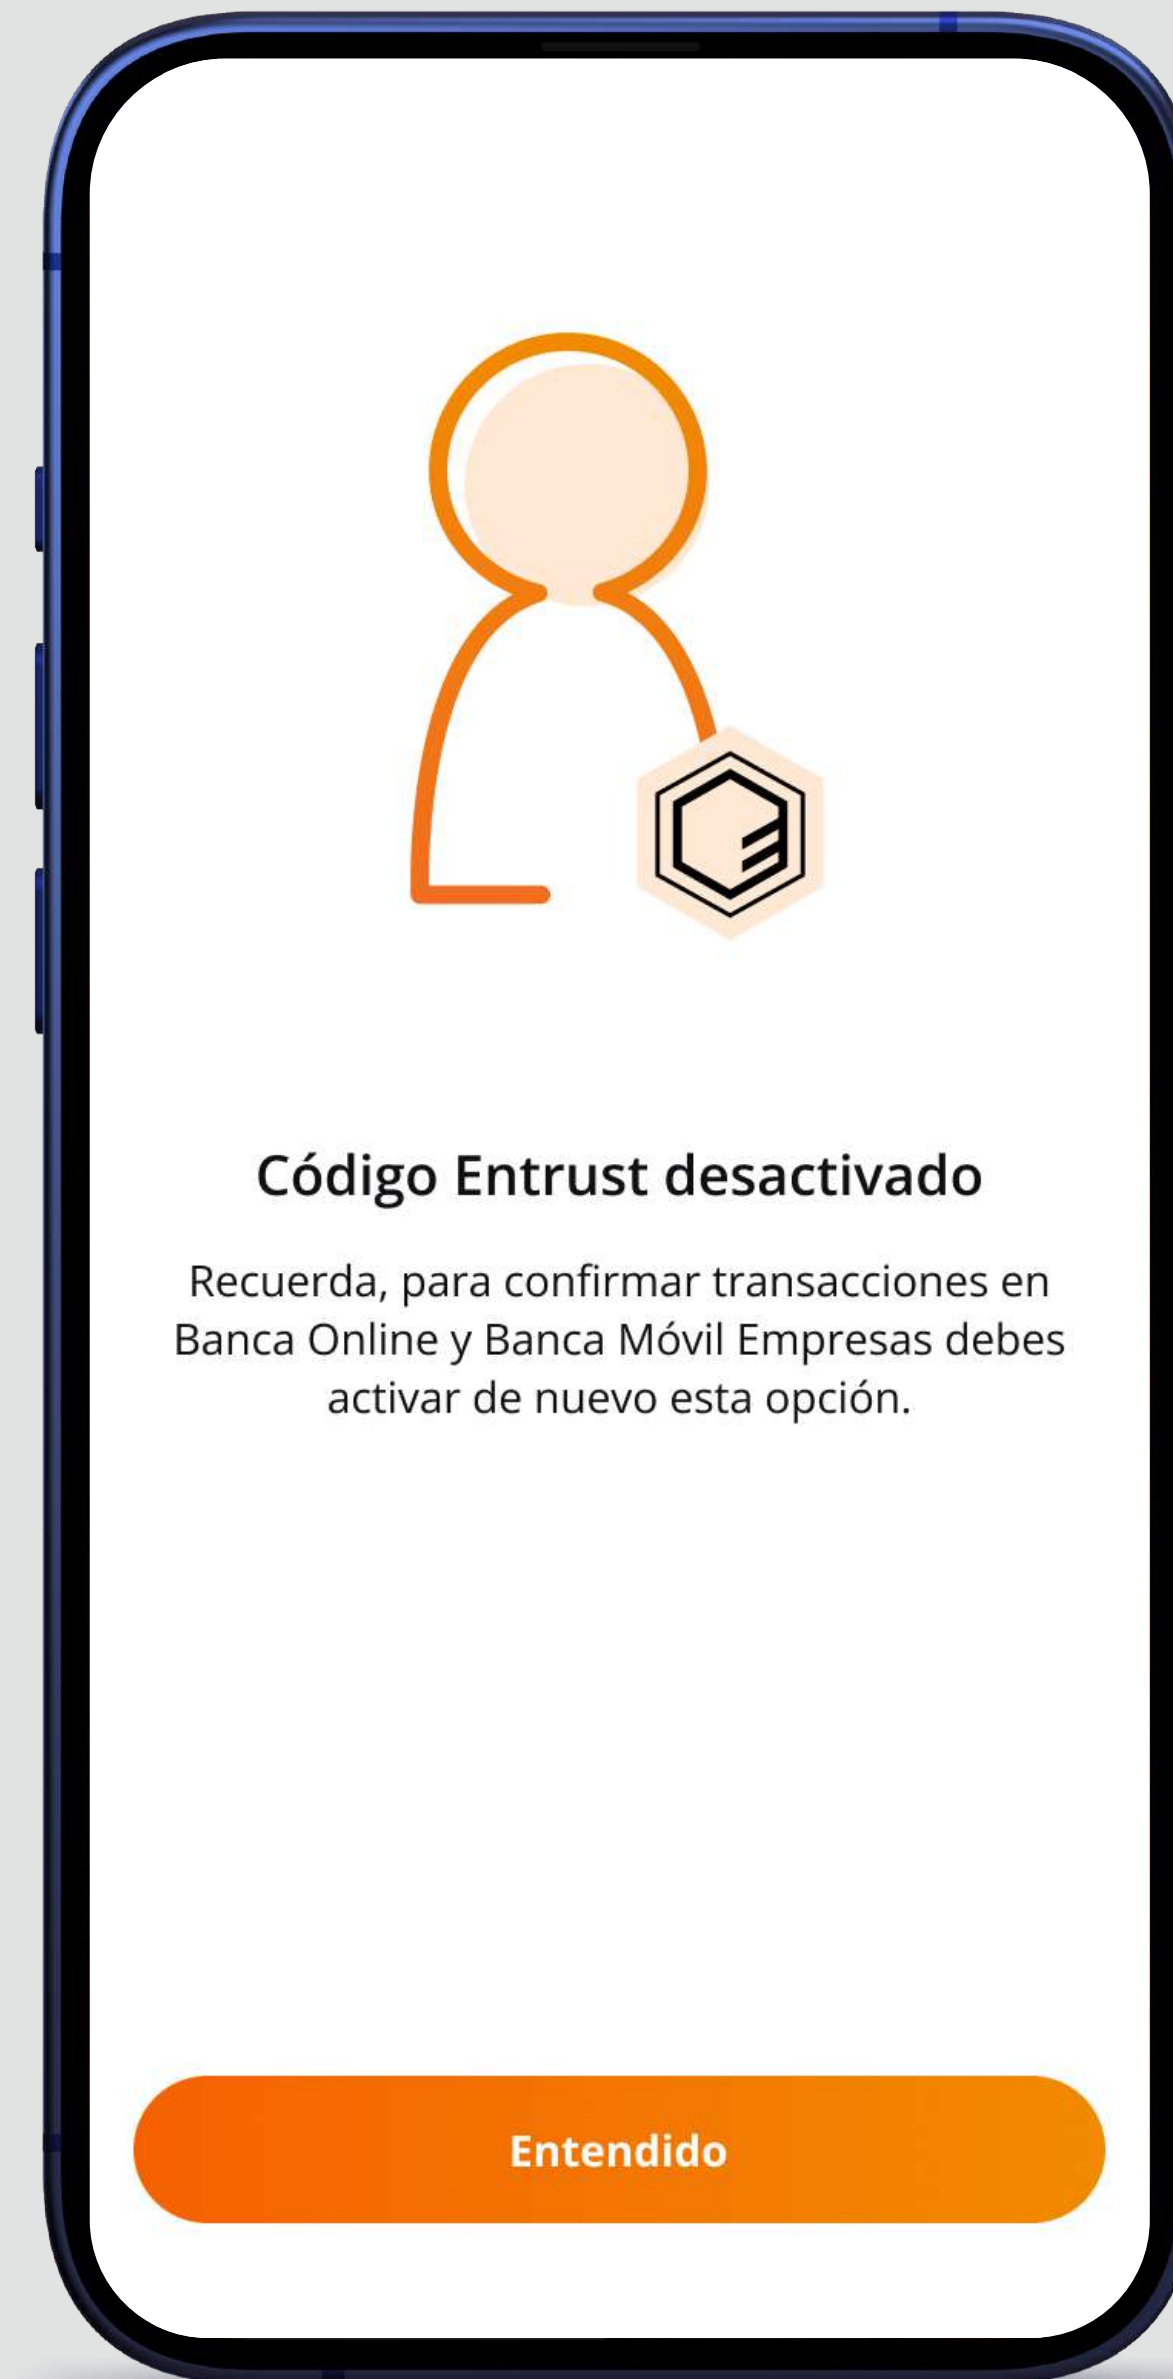 Código Entrust desactivado
Recuerda, para confirmar transacciones en
Banca Online y Banca Móvil Empresas debes
activar de nuevo esta opción.
Entendido